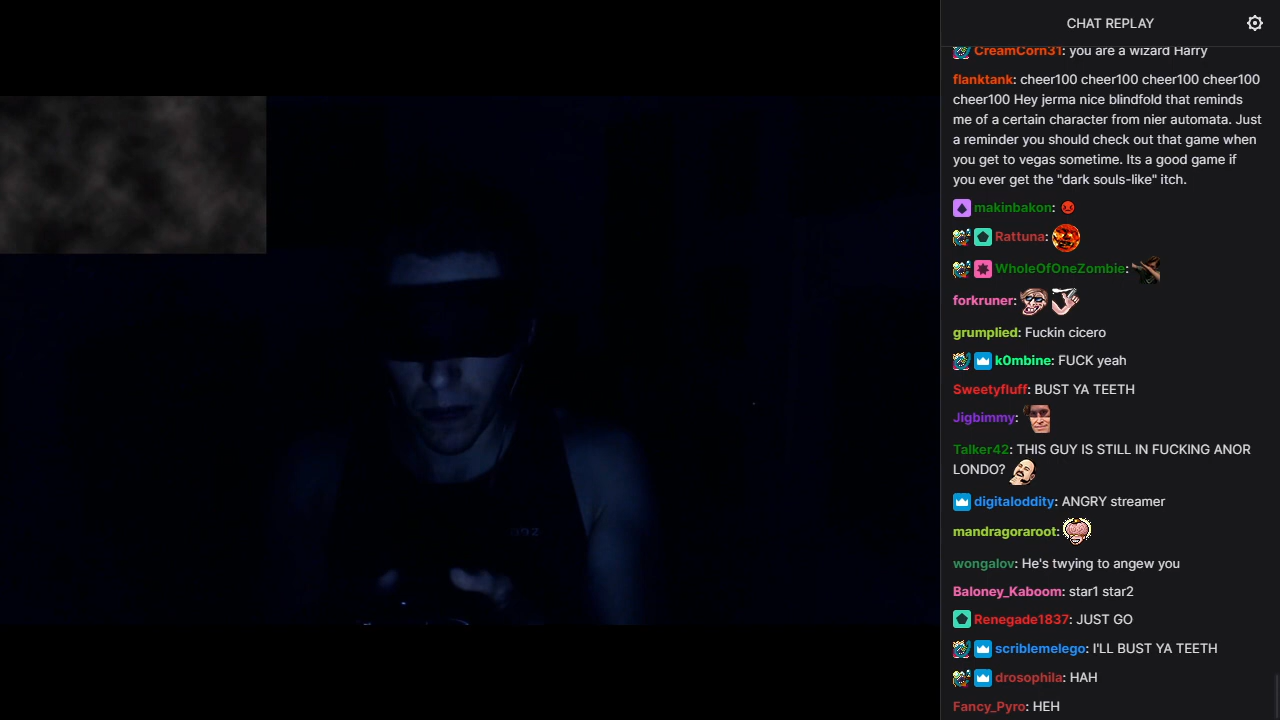 CHAT REPLAY
CreamCorn31: you are a wizard Harry
flanktank: cheer100 cheer100 cheer100 cheer100
cheer100 Hey jerma nice blindfold that reminds
me of a certain character from nier automata. Just
a reminder you should check out that game when
you get to vegas sometime. Its a good game if
you ever get the "dark souls-like" itch.
makinbakon:
Rattuna:
WholeOfOneZombie:
forkruner:
grumplied: Fuckin cicero
k0mbine: FUCK yeah
Sweetyfluff: BUST YA TEETH
Jigbimmy:
Talker42: THIS GUY IS STILL IN FUCKING ANOR
LONDO?
digitaloddity: ANGRY streamer
mandragoraroot:
wongalov: He's twying to angew you
Baloney_Kaboom: star1 star2
Renegade1837: JUST GO
scriblemelego: I'LL BUST YA TEETH
drosophila: HAH
Fancy_Pyro: HEH